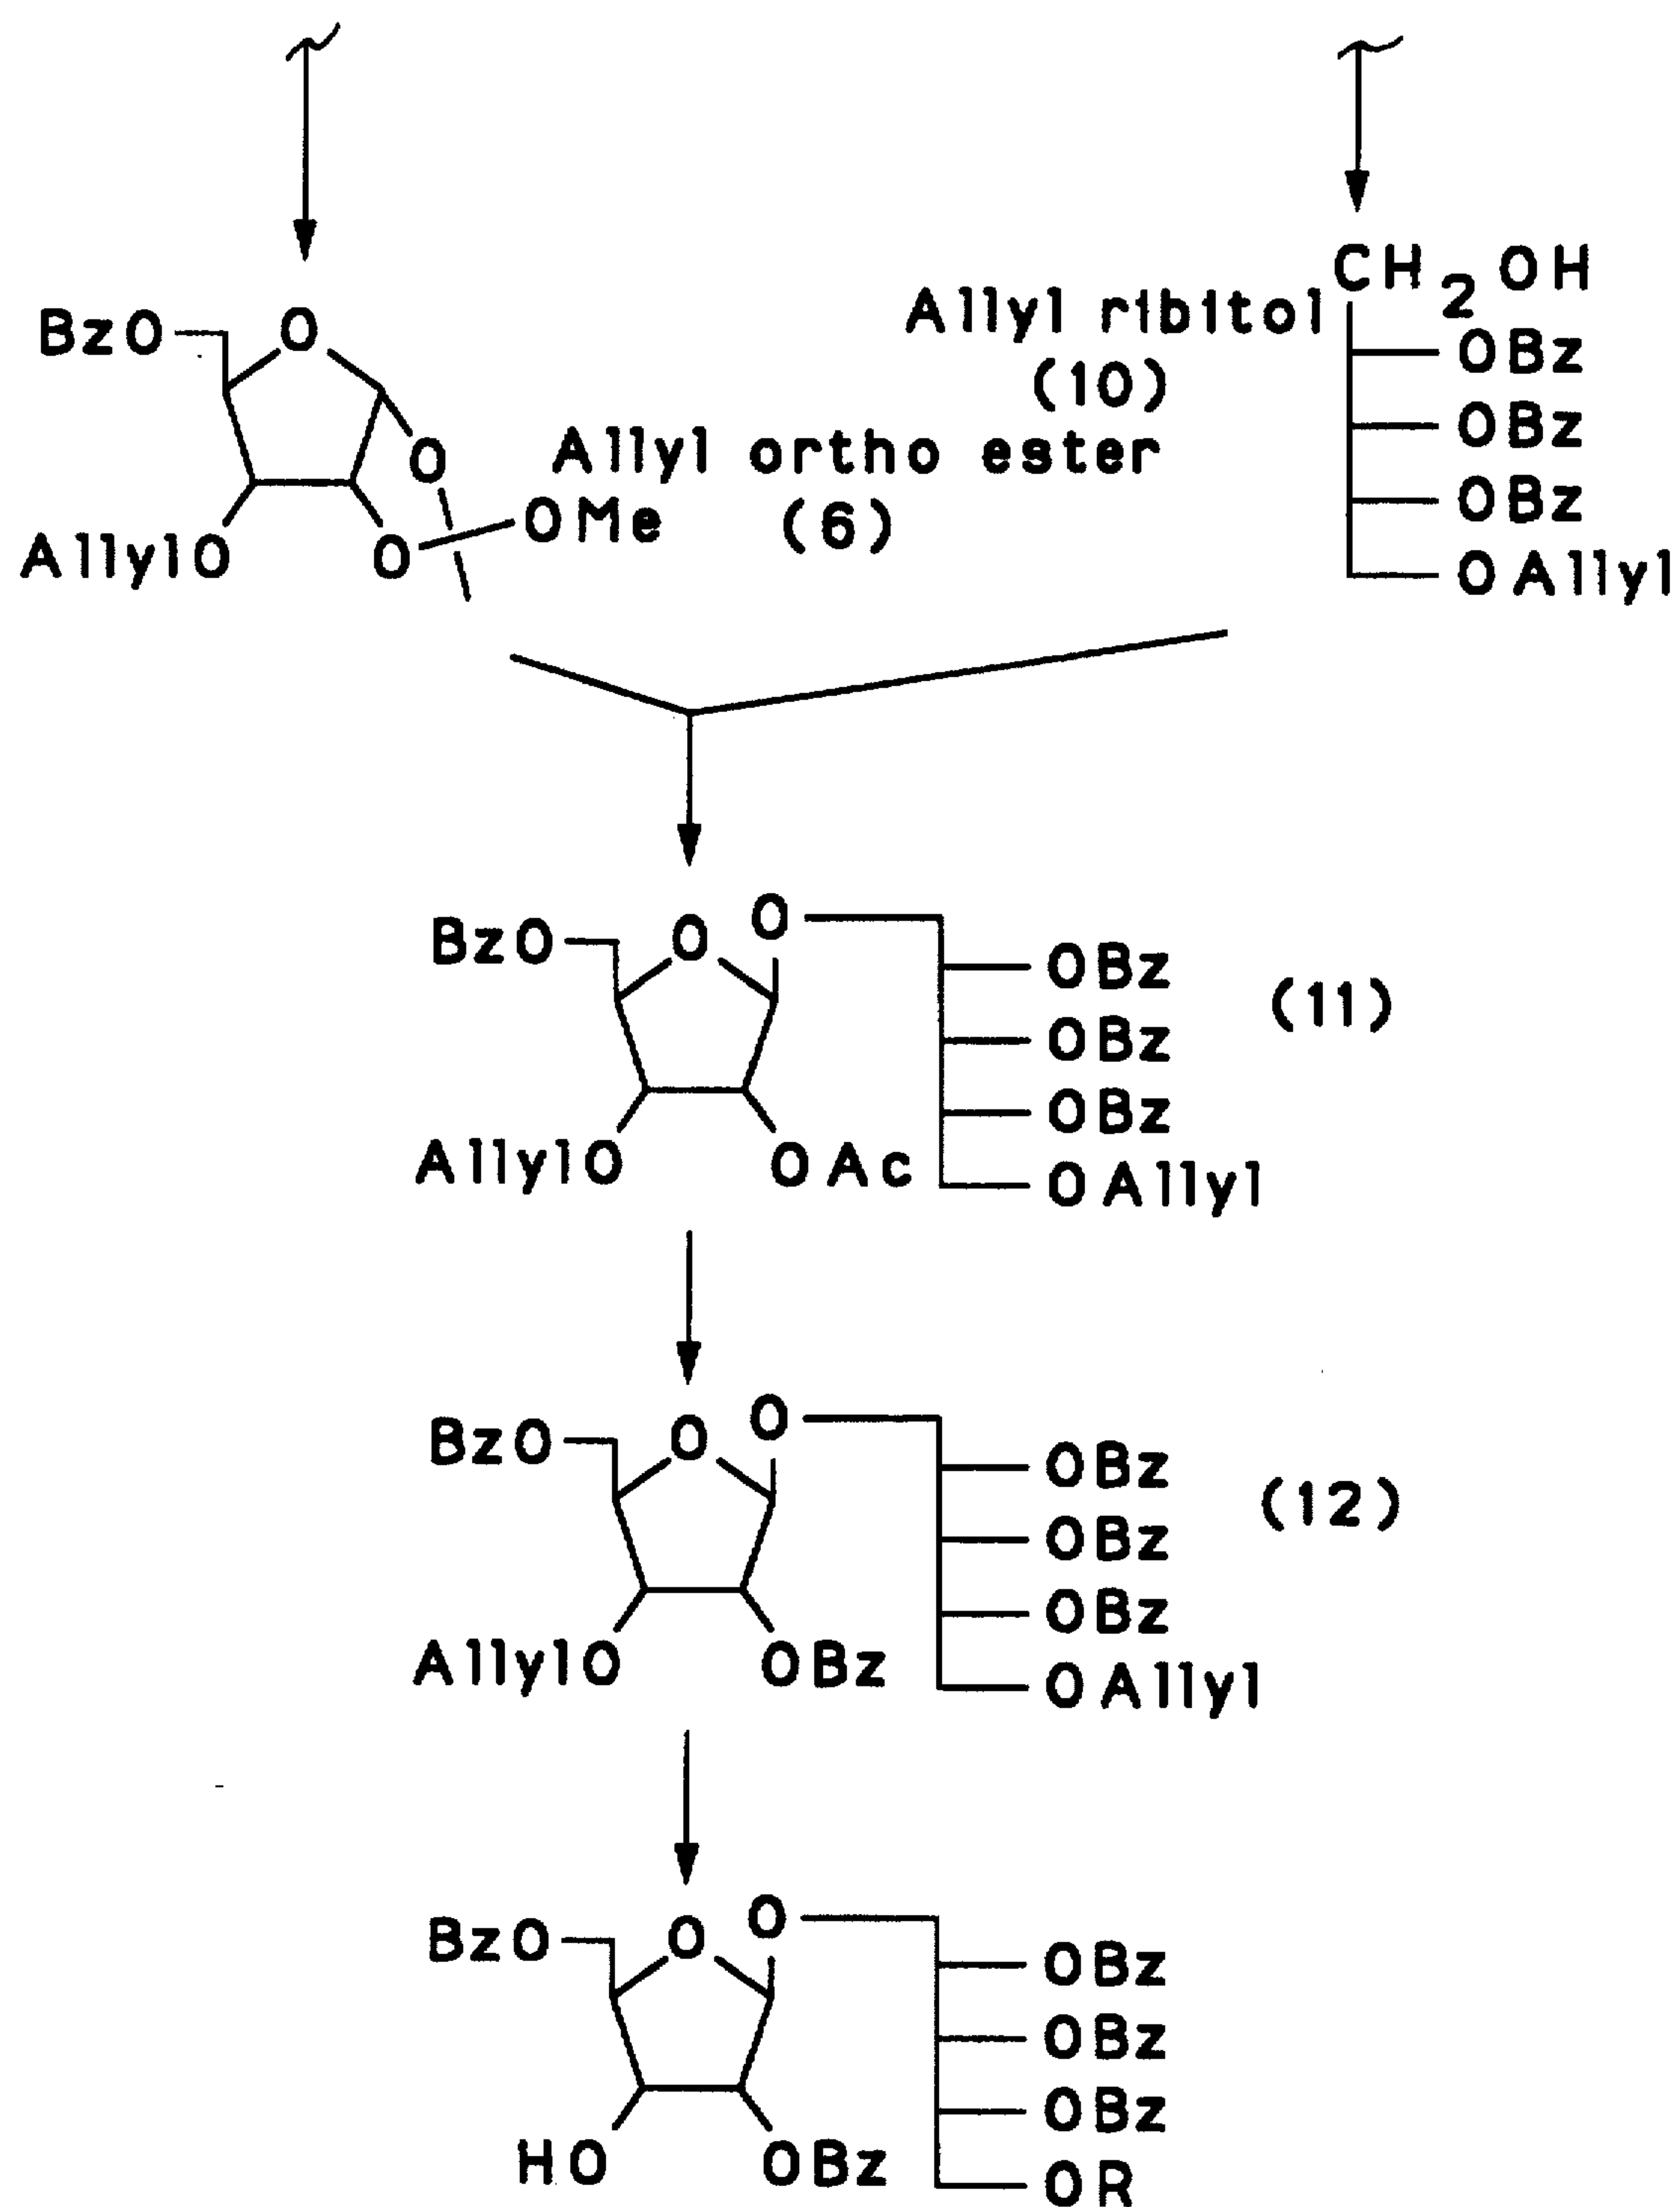 CH2OH
Allyl ribitol
(10)
BzO
O
OBz
OBz
OBz
OAllyl
O
Allyl ortho ester
(6)
OMe
AllylO
O
BzO
O
O
OBz
OBz
OBz
OAllyl
(11)
AllylO
OAc
BzO
O
O
OBz
OBz
OBz
OAllyl
(12)
AllylO
OBz
BzO
O
O
OBz
OBz
OBz
OR
HO
OBz